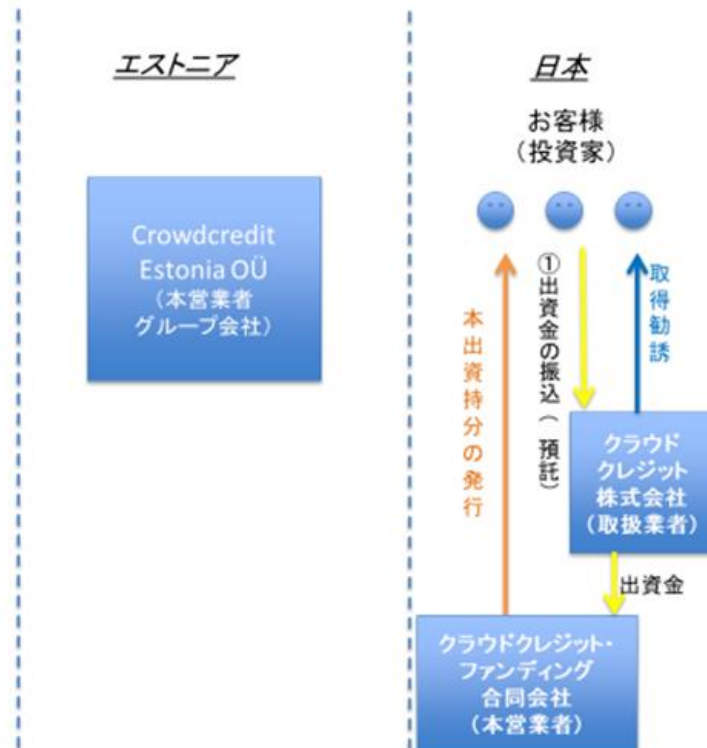 エストニア
Crowdcredit
Estonia OÜ
（本営業者
グループ会社）
日本
お客様
（投資家）
本出資持分の発行
①出資金の振込（預託）
取得勧誘
クラウド
クレジット
株式会社
（取扱業者）
出資金
クラウドクレジット・
ファンディング
合同会社
（本営業者）